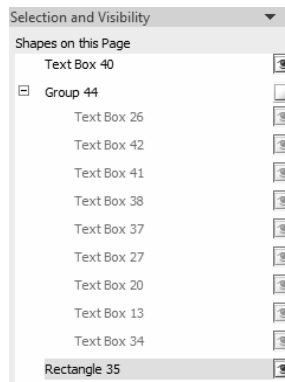 Selection and Visibility
Shapes on this Page
Text Box 40
Group 44
Text Box 26
Text Box 42
Text Box 41
Text Box 38
Text Box 37
Text Box 27
Text Box 20
Text Box 13
Text Box 34
Rectangle 35